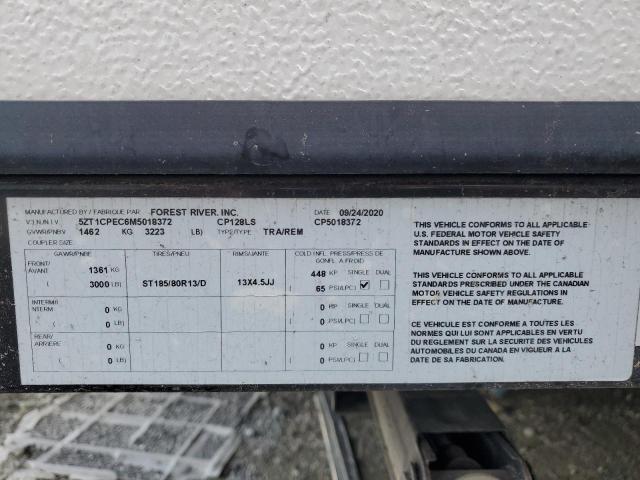 MANUFACTURED BY / FABRIQUE PAR FOREST RIVER, INC. DATE 09/24/2020
V.I.N./N.I.V. 5ZT1CPEC6M5018372 CP128LS CP5018372
GVWR/PNBV 1462 KG 3223 LB) TYPE/TYPE TRA/REM
COUPLER SIZE
GAWR/PNBE TIRES/PNEU RIMS/JANTE COLD INFL. PRESS/PRESS DE GONFL A FROID
FRONT/ AVANT 1361 KG 448 KP SINGLE DUAL
( 3000 LB) ST185/80R13/D 13X4.5JJ ( 65 PSI/LPC)
INTERM/ INTERM 0 KG 0 KP SINGLE DUAL
( 0 LB) ( 0 PSI/LPC)
REAR/ ARRIERE 0 KG 0 KP SINGLE DUAL
( 0 LB) ( 0 PSI/LPC)
THIS VEHICLE CONFORMS TO ALL APPLICABLE
U.S. FEDERAL MOTOR VEHICLE SAFETY
STANDARDS IN EFFECT ON THE DATE OF
MANUFACTURE SHOWN ABOVE.
THIS VEHICLE CONFORMS TO ALL APPLICABLE
STANDARDS PRESCRIBED UNDER THE CANADIAN
MOTOR VEHICLE SAFETY REGULATIONS IN
EFFECT ON THE DATE OF MANUFACTURE.
CE VEHICULE EST CONFORME A TOUTES LES
NORMES QUI LUI SONT APPLICABLES EN VERTU
DU REGLEMENT SUR LA SECURITE DES VEHICULES
AUTOMOBILES DU CANADA EN VIGUEUR A LA
DATE DE SA FABRICATION.